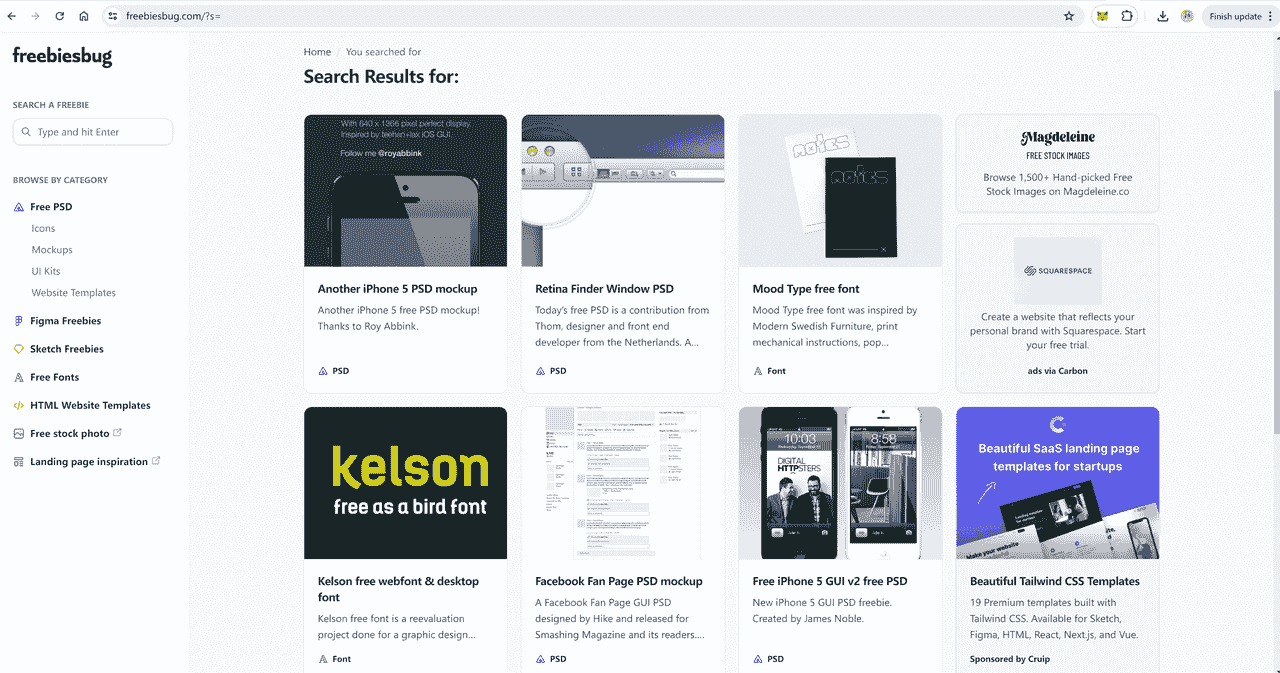 freebiesbug.com/?s=
Finish update
freebiesbug
SEARCH A FREEBIE
Type and hit Enter
BROWSE BY CATEGORY
Free PSD
Icons
Mockups
UI Kits
Website Templates
Figma Freebies
Sketch Freebies
Free Fonts
HTML Website Templates
Free stock photo
Landing page inspiration
Home / You searched for
Search Results for:
With 640 x 1366 pixel perfect display.
Inspired by teehan+lax iOS GUI.
Follow me @royabbink
Another iPhone 5 PSD mockup
Another iPhone 5 free PSD mockup!
Thanks to Roy Abbink.
PSD
Retina Finder Window PSD
Today's free PSD is a contribution from
Thom, designer and front end
developer from the Netherlands. A...
PSD
notes
notes
Mood Type free font
Mood Type free font was inspired by
Modern Swedish Furniture, print
mechanical instructions, pop...
Font
Magdeleine
FREE STOCK IMAGES
Browse 1,500+ Hand-picked Free
Stock Images on Magdeleine.co
SQUARESPACE
Create a website that reflects your
personal brand with Squarespace. Start
your free trial.
ads via Carbon
Kelson
free as a bird font
Kelson free webfont & desktop
font
Kelson free font is a reevaluation
project done for a graphic design...
Font
Facebook Fan Page PSD mockup
A Facebook Fan Page GUI PSD
designed by Hike and released for
Smashing Magazine and its readers....
PSD
10:03
8:58
DIGITAL
HTTPSTERS
Free iPhone 5 GUI v2 free PSD
New iPhone 5 GUI PSD freebie.
Created by James Noble.
PSD
Beautiful SaaS landing page
templates for startups
Make your website
Beautiful Tailwind CSS Templates
19 Premium templates built with
Tailwind CSS. Available for Sketch,
Figma, HTML, React, Next.js, and Vue.
Sponsored by Cruip